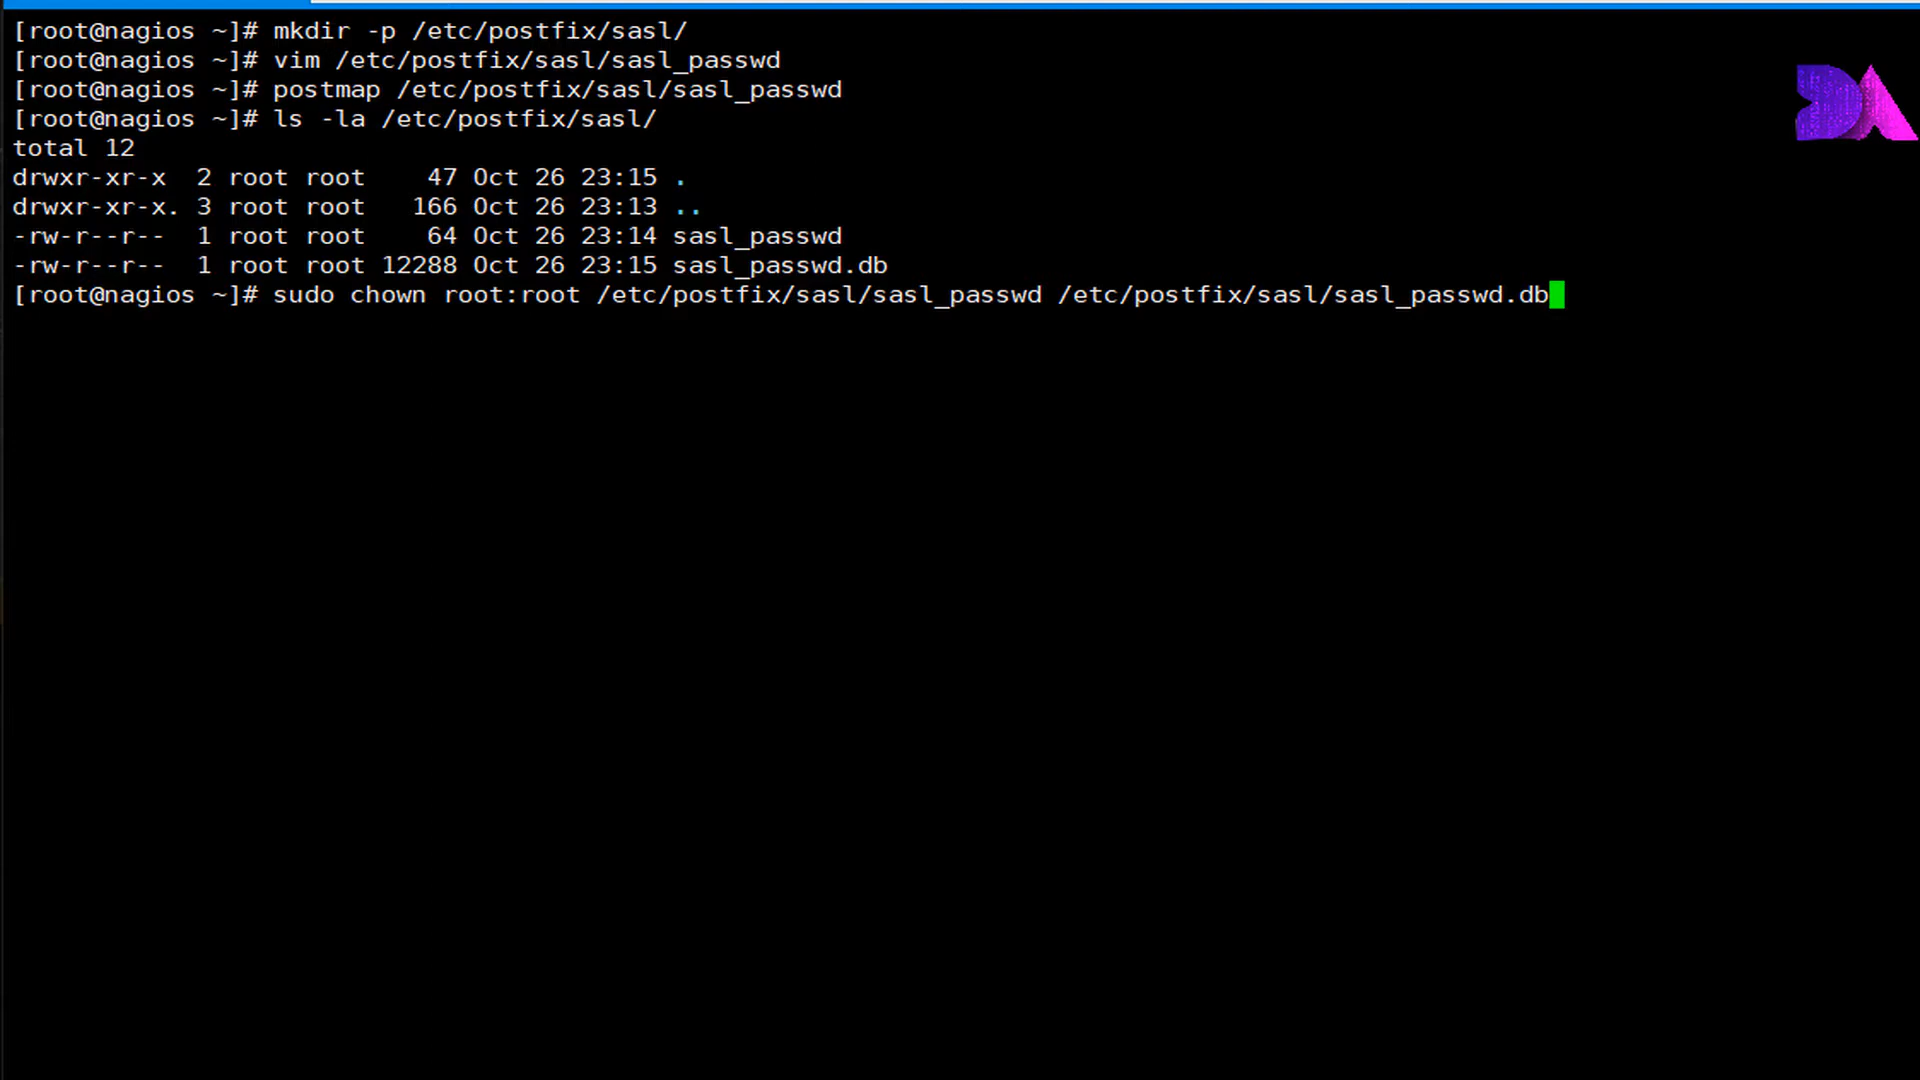 [root@nagios ~]# mkdir -p /etc/postfix/sasl/
[root@nagios ~]# vim /etc/postfix/sasl/sasl_passwd
[root@nagios ~]# postmap /etc/postfix/sasl/sasl_passwd
[root@nagios ~]# ls -la /etc/postfix/sasl/
total 12
drwxr-xr-x  2 root root    47 Oct 26 23:15 .
drwxr-xr-x. 3 root root   166 Oct 26 23:13 ..
-rw-r--r--  1 root root    64 Oct 26 23:14 sasl_passwd
-rw-r--r--  1 root root 12288 Oct 26 23:15 sasl_passwd.db
[root@nagios ~]# sudo chown root:root /etc/postfix/sasl/sasl_passwd /etc/postfix/sasl/sasl_passwd.db
DA